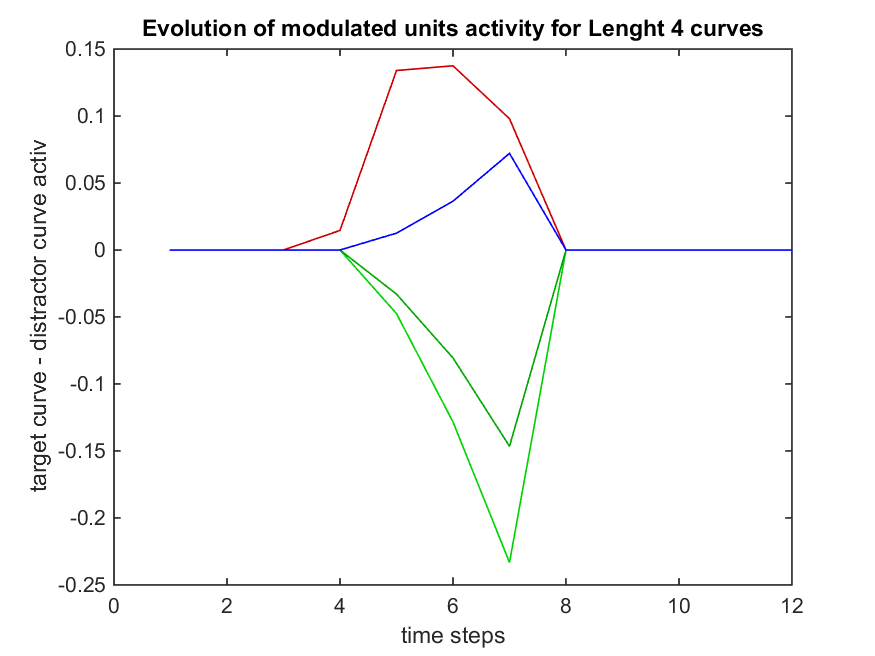 Evolution of modulated units activity for Lenght 4 curves
target curve - distractor curve activ
0.15
0.1
0.05
0
-0.05
-0.1
-0.15
-0.2
-0.25
0 2 4 6 8 10 12
time steps